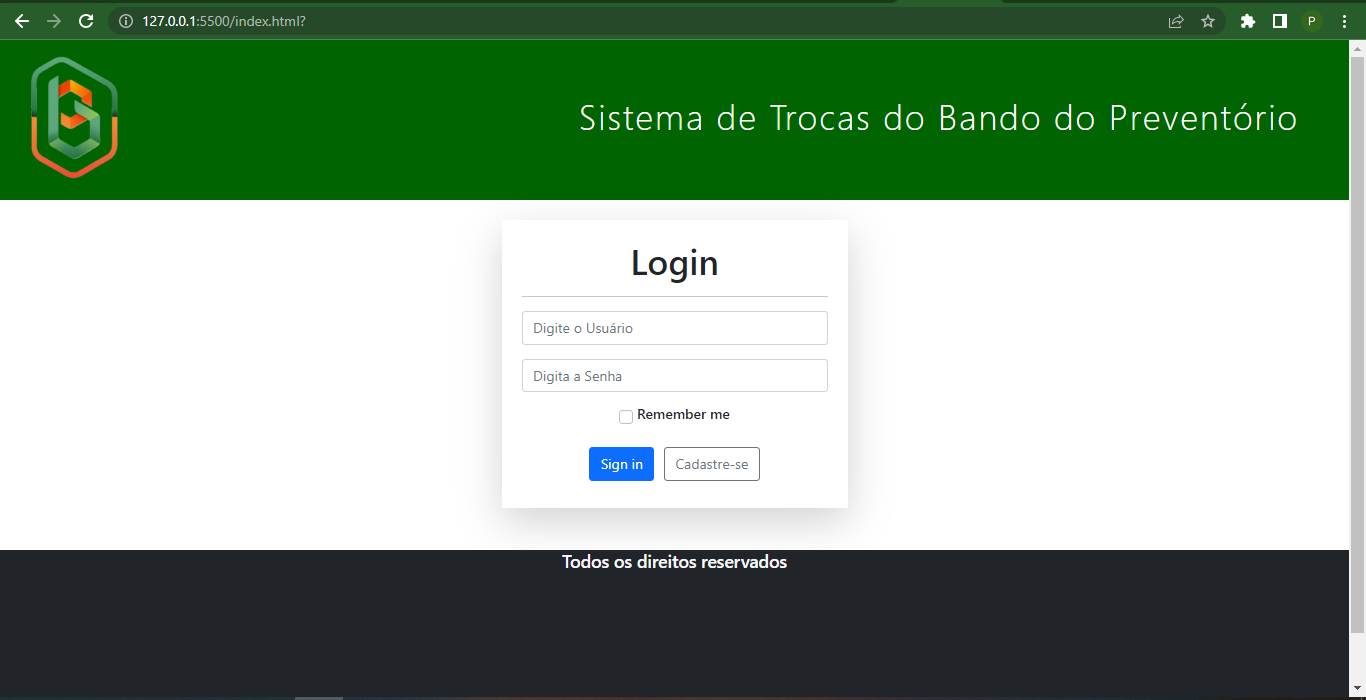 127.0.0.1:5500/index.html?
P
Sistema de Trocas do Bando do Preventório
Login
Digite o Usuário
Digita a Senha
Remember me
Sign in
Cadastre-se
Todos os direitos reservados